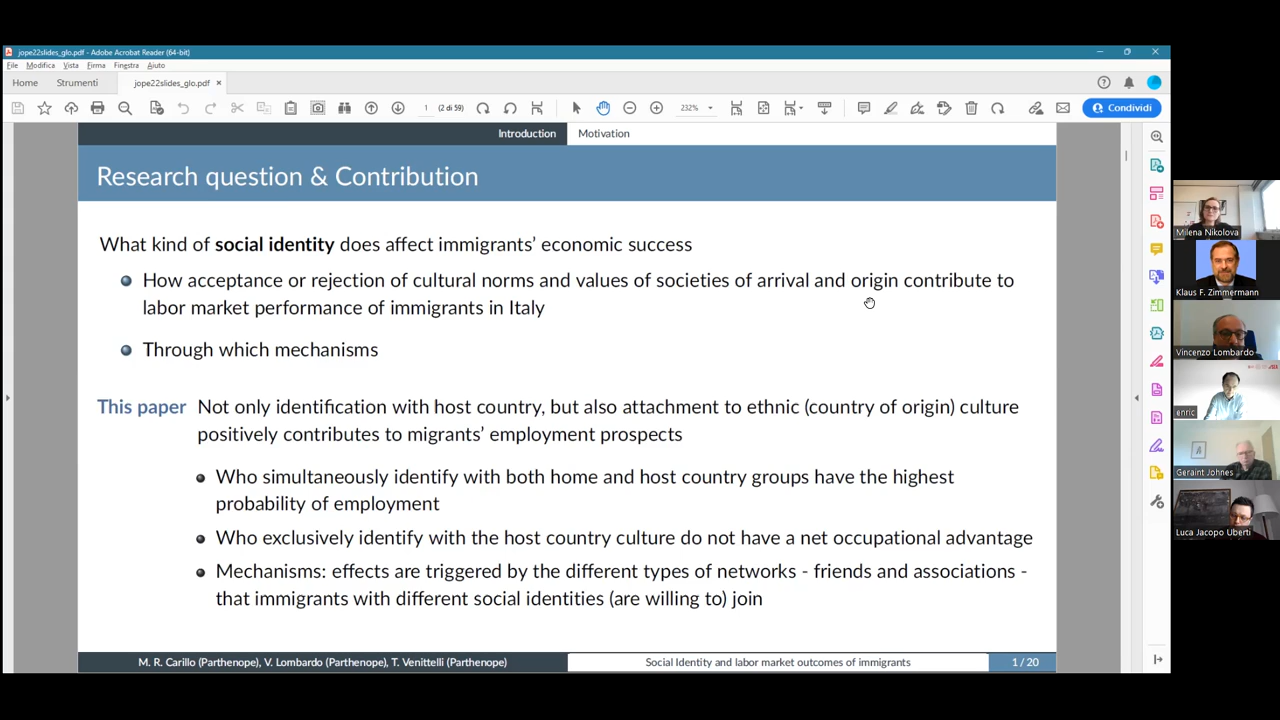 jope22slides_glo.pdf - Adobe Acrobat Reader (64-bit)
File Modifica Vista Firma Finestra Aiuto
Home Strumenti jope22slides_glo.pdf ×
1 (2 di 59) 232% Condividi
Introduction Motivation
Research question & Contribution
What kind of social identity does affect immigrants' economic success
How acceptance or rejection of cultural norms and values of societies of arrival and origin contribute to
labor market performance of immigrants in Italy
Through which mechanisms
This paper Not only identification with host country, but also attachment to ethnic (country of origin) culture
positively contributes to migrants' employment prospects
Who simultaneously identify with both home and host country groups have the highest
probability of employment
Who exclusively identify with the host country culture do not have a net occupational advantage
Mechanisms: effects are triggered by the different types of networks - friends and associations -
that immigrants with different social identities (are willing to) join
M. R. Carillo (Parthenope), V. Lombardo (Parthenope), T. Venittelli (Parthenope)
Social Identity and labor market outcomes of immigrants
1 / 20
Milena Nikolova
Klaus F. Zimmermann
Vincenzo Lombardo
enric
Geraint Johnes
Luca Jacopo Uberti